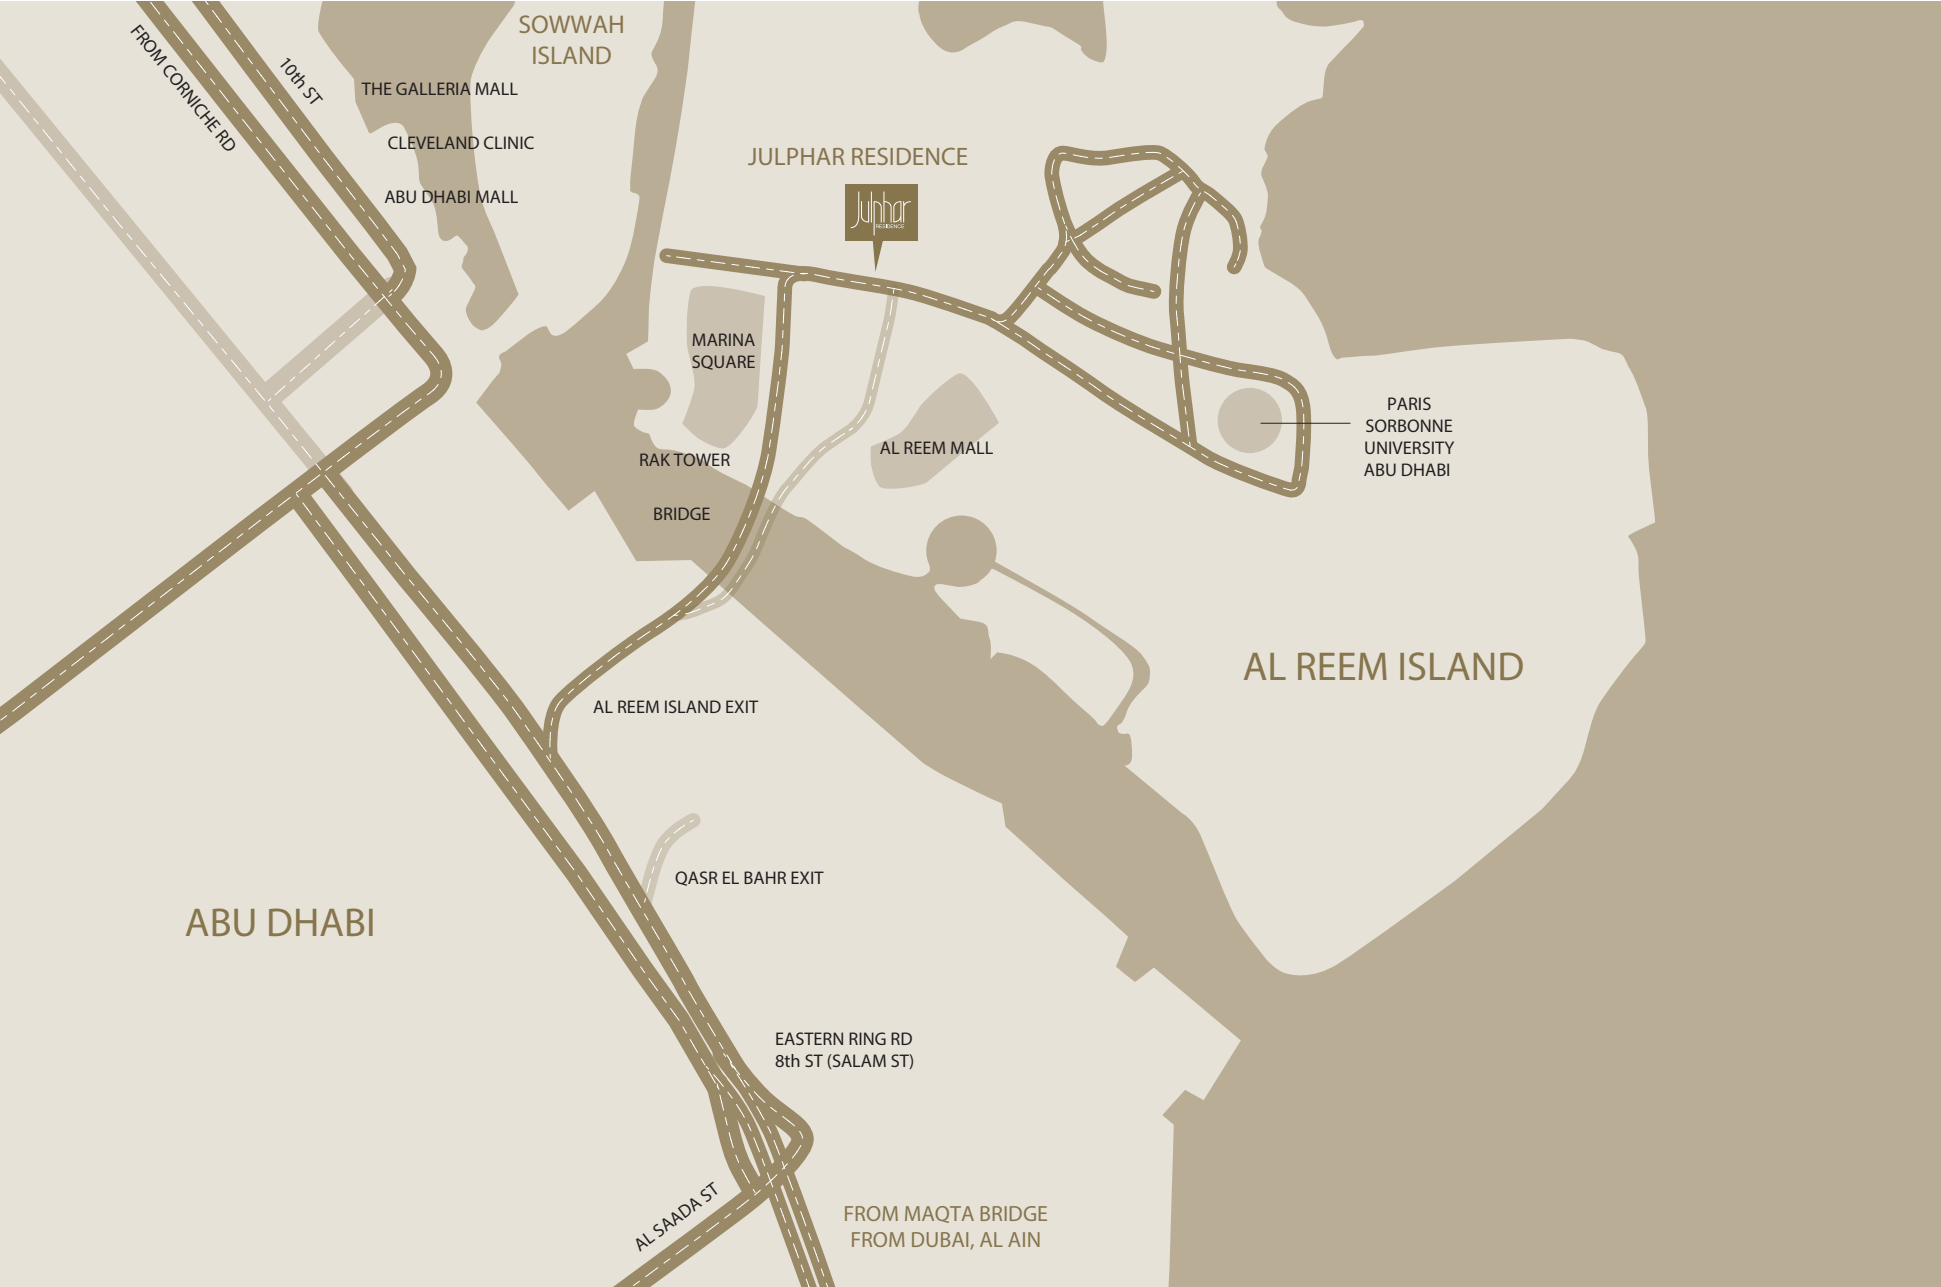 SOWWAH
ISLAND
FROM CORNICHE RD
10th ST
THE GALLERIA MALL
CLEVELAND CLINIC
ABU DHABI MALL
JULPHAR RESIDENCE
Julphar
RESIDENCE
MARINA
SQUARE
RAK TOWER
BRIDGE
AL REEM MALL
PARIS
SORBONNE
UNIVERSITY
ABU DHABI
AL REEM ISLAND
AL REEM ISLAND EXIT
QASR EL BAHR EXIT
ABU DHABI
EASTERN RING RD
8th ST (SALAM ST)
AL SAADA ST
FROM MAQTA BRIDGE
FROM DUBAI, AL AIN